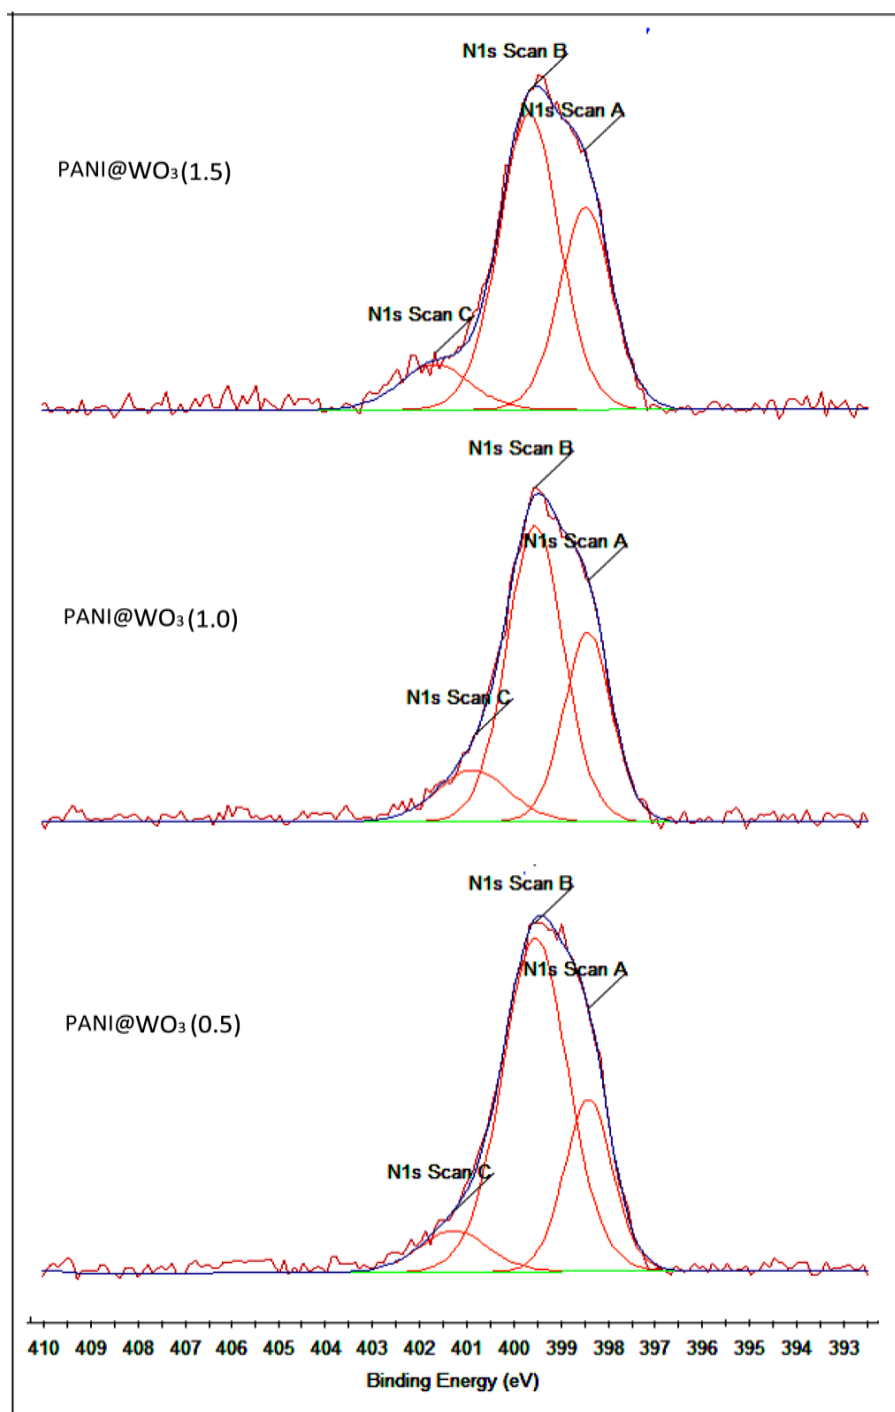 N1s Scan B
N1s Scan A
PANI@WO₃(1.5)
N1s Scan C
N1s Scan B
N1s Scan A
PANI@WO₃(1.0)
N1s Scan C
N1s Scan B
N1s Scan A
PANI@WO₃(0.5)
N1s Scan C
410 409 408 407 406 405 404 403 402 401 400 399 398 397 396 395 394 393
Binding Energy (eV)